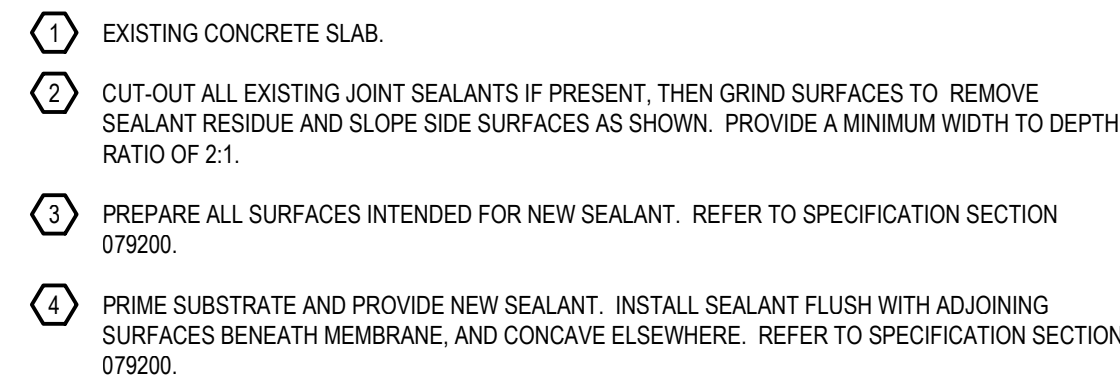 1 EXISTING CONCRETE SLAB.
2 CUT-OUT ALL EXISTING JOINT SEALANTS IF PRESENT, THEN GRIND SURFACES TO REMOVE
SEALANT RESIDUE AND SLOPE SIDE SURFACES AS SHOWN. PROVIDE A MINIMUM WIDTH TO DEPTH
RATIO OF 2:1.
3 PREPARE ALL SURFACES INTENDED FOR NEW SEALANT. REFER TO SPECIFICATION SECTION
079200.
4 PRIME SUBSTRATE AND PROVIDE NEW SEALANT. INSTALL SEALANT FLUSH WITH ADJOINING
SURFACES BENEATH MEMBRANE, AND CONCAVE ELSEWHERE. REFER TO SPECIFICATION SECTION
079200.